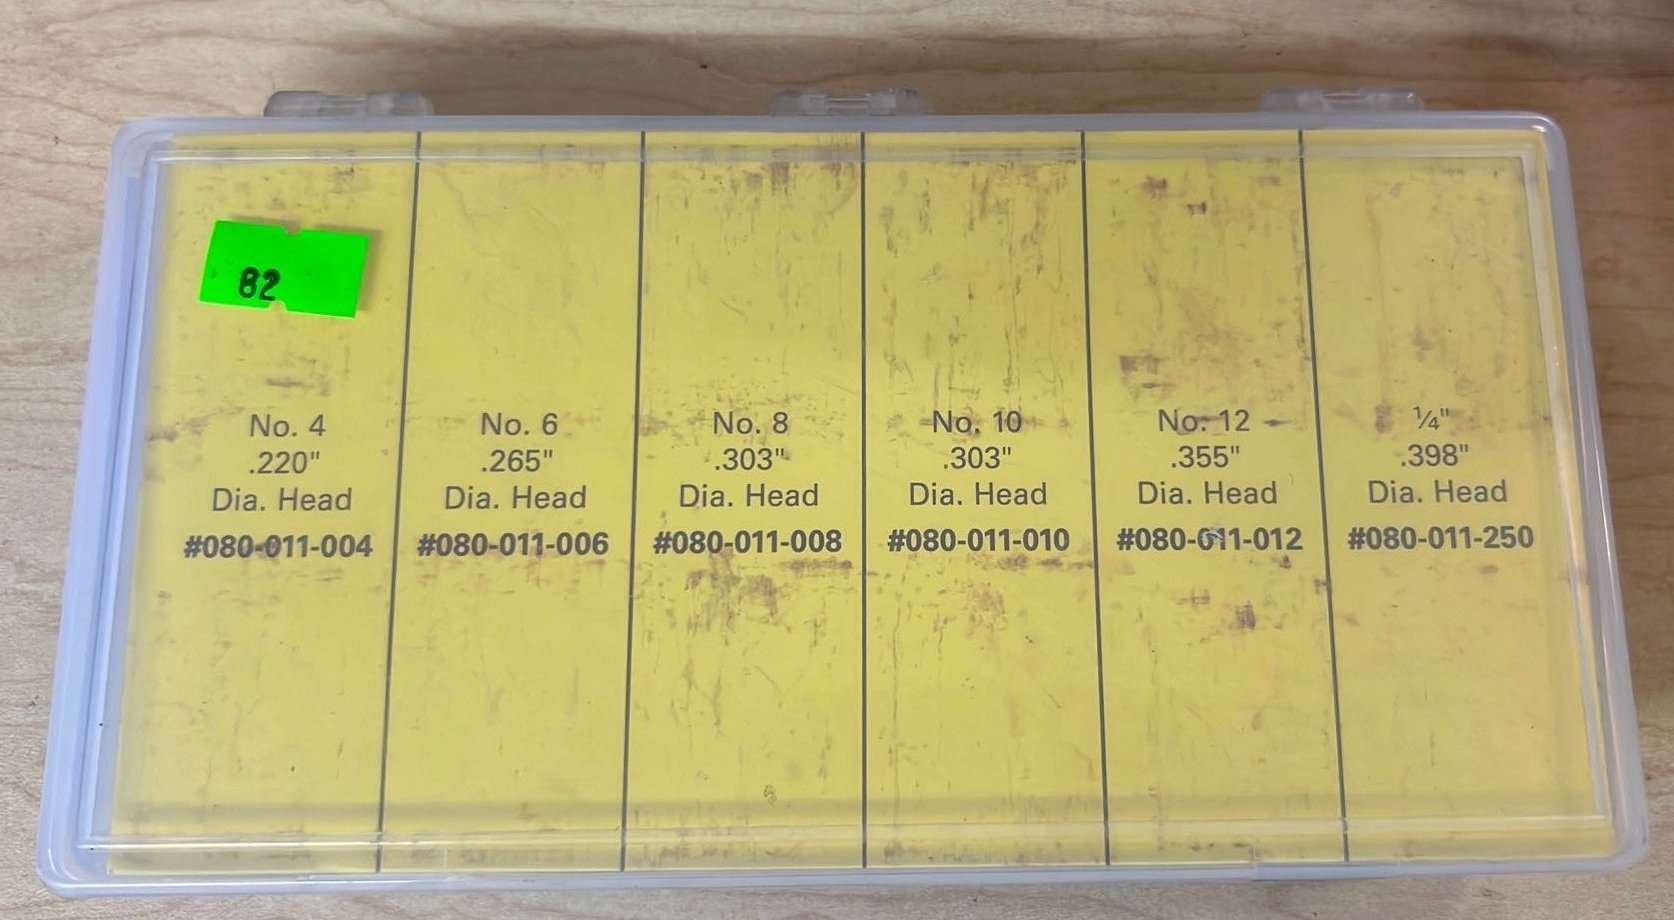 82
No. 4
.220"
Dia. Head
#080-011-004
No. 6
.265"
Dia. Head
#080-011-006
No. 8
.303"
Dia. Head
#080-011-008
No. 10
.303"
Dia. Head
#080-011-010
No. 12
.355"
Dia. Head
#080-011-012
¼"
.398"
Dia. Head
#080-011-250